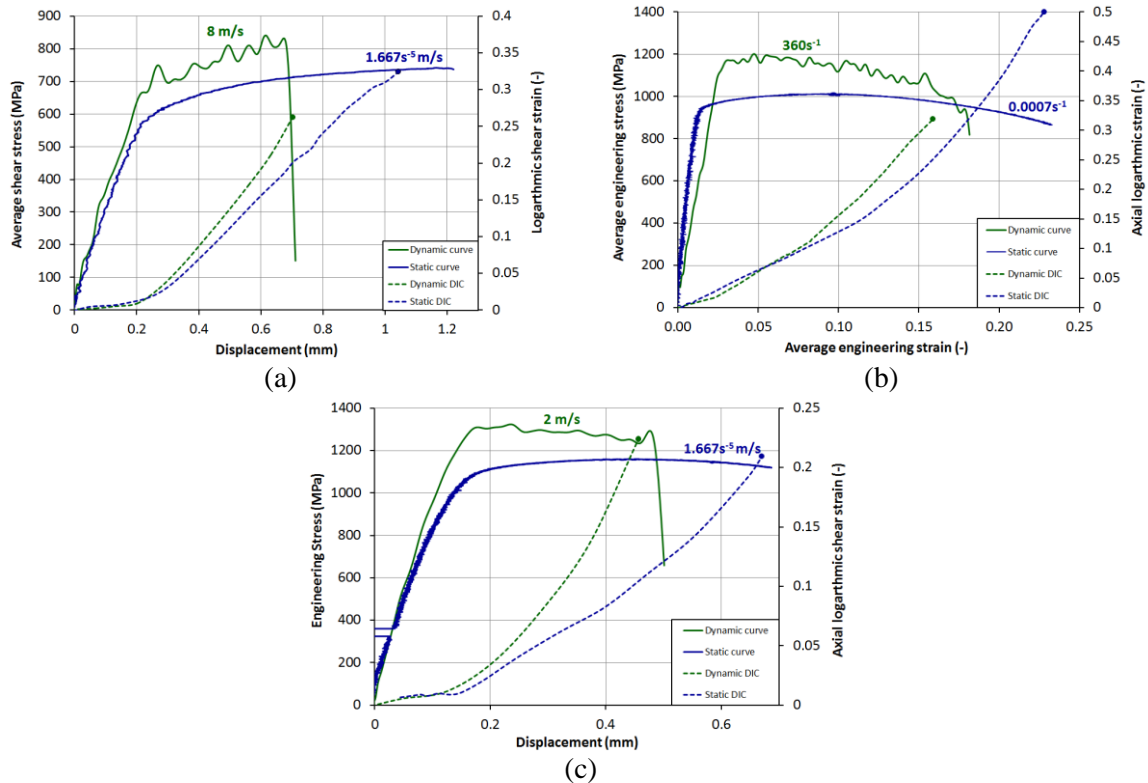 900
800
700
600
500
400
300
200
100
0
Average shear stress (MPa)
0
0.2
0.4
0.6
0.8
1
1.2
Displacement (mm)
0.4
0.35
0.3
0.25
0.2
0.15
0.1
0.05
0
Logarthmic shear strain (-)
8 m/s
1.667s-5 m/s
Dynamic curve
Static curve
Dynamic DIC
Static DIC
(a)
1400
1200
1000
800
600
400
200
0
Average engineering stress (MPa)
0.00
0.05
0.10
0.15
0.20
0.25
Average engineering strain (-)
0.5
0.45
0.4
0.35
0.3
0.25
0.2
0.15
0.1
0.05
0
Axial logarthmic strain (-)
360s-1
0.0007s-1
Dynamic curve
Static curve
Dynamic DIC
Static DIC
(b)
1400
1200
1000
800
600
400
200
0
Engineering Stress (MPa)
0
0.2
0.4
0.6
Displacement (mm)
0.25
0.2
0.15
0.1
0.05
0
Axial logarthmic shear strain (-)
2 m/s
1.667s-5 m/s
Dynamic curve
Static curve
Dynamic DIC
Static DIC
(c)